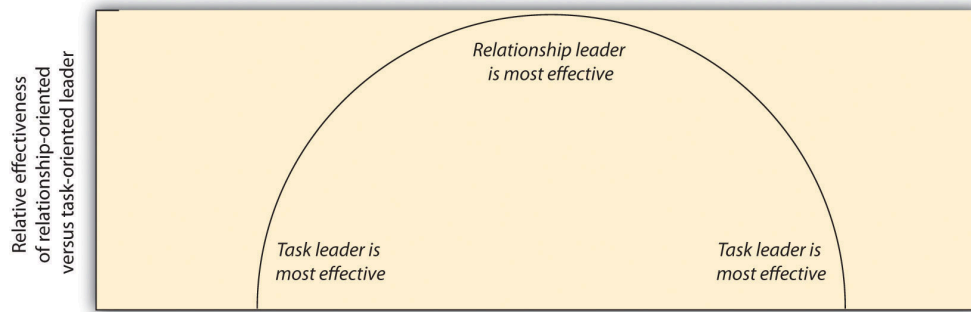 Relative effectiveness
of relationship-oriented
versus task-oriented leader
Relationship leader
is most effective
Task leader is
most effective
Task leader is
most effective